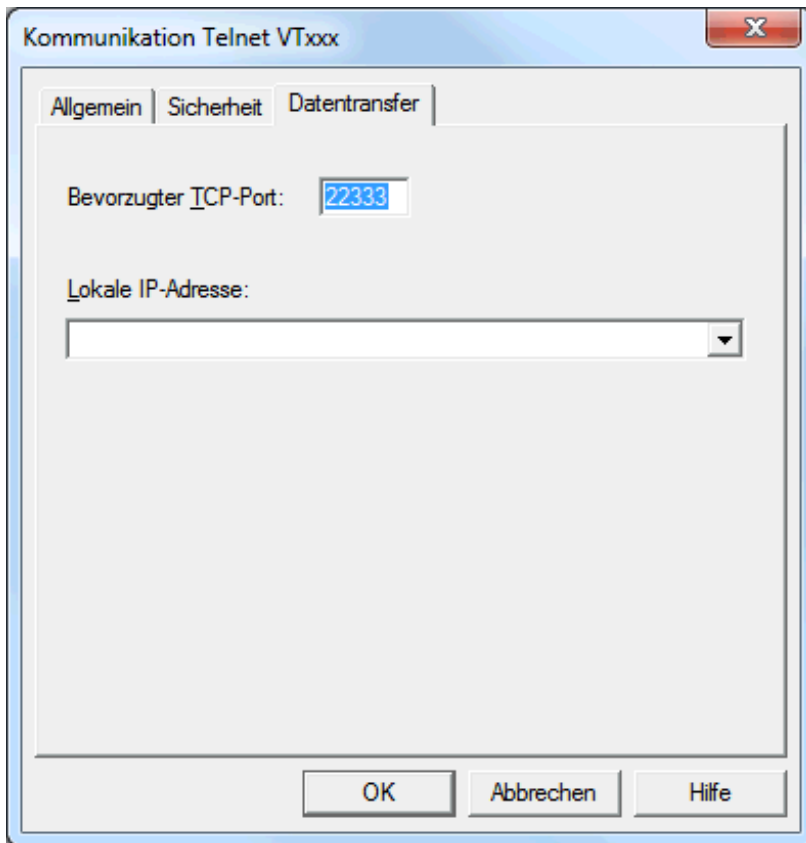 Kommunikation Telnet VTxxx
Allgemein Sicherheit Datentransfer
Bevorzugter TCP-Port: 22333
Lokale IP-Adresse:
OK Abbrechen Hilfe